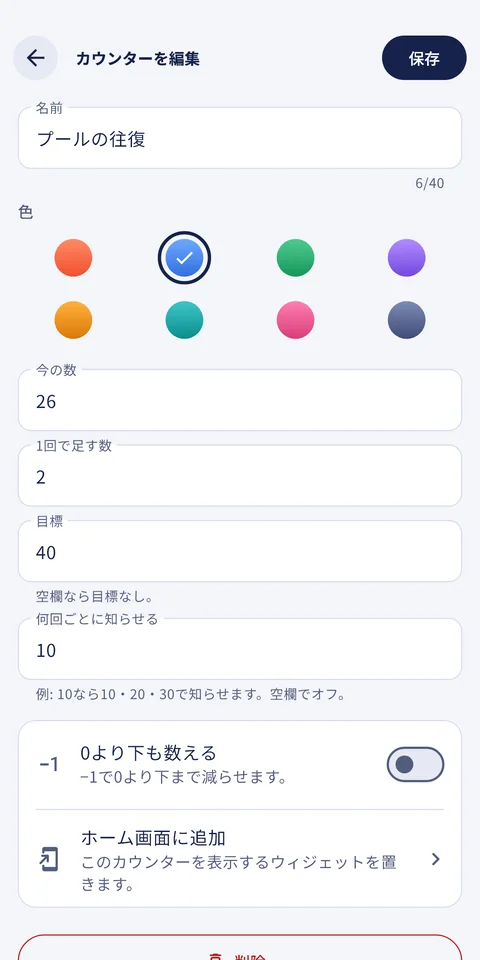 カウンターを編集
保存
名前
プールの往復
6/40
色
今の数
26
1回で足す数
2
目標
40
空欄なら目標なし。
何回ごとに知らせる
10
例: 10なら10・20・30で知らせます。空欄でオフ。
−1
0より下も数える
−1で0より下まで減らせます。
ホーム画面に追加
このカウンターを表示するウィジェットを置
きます。
削除